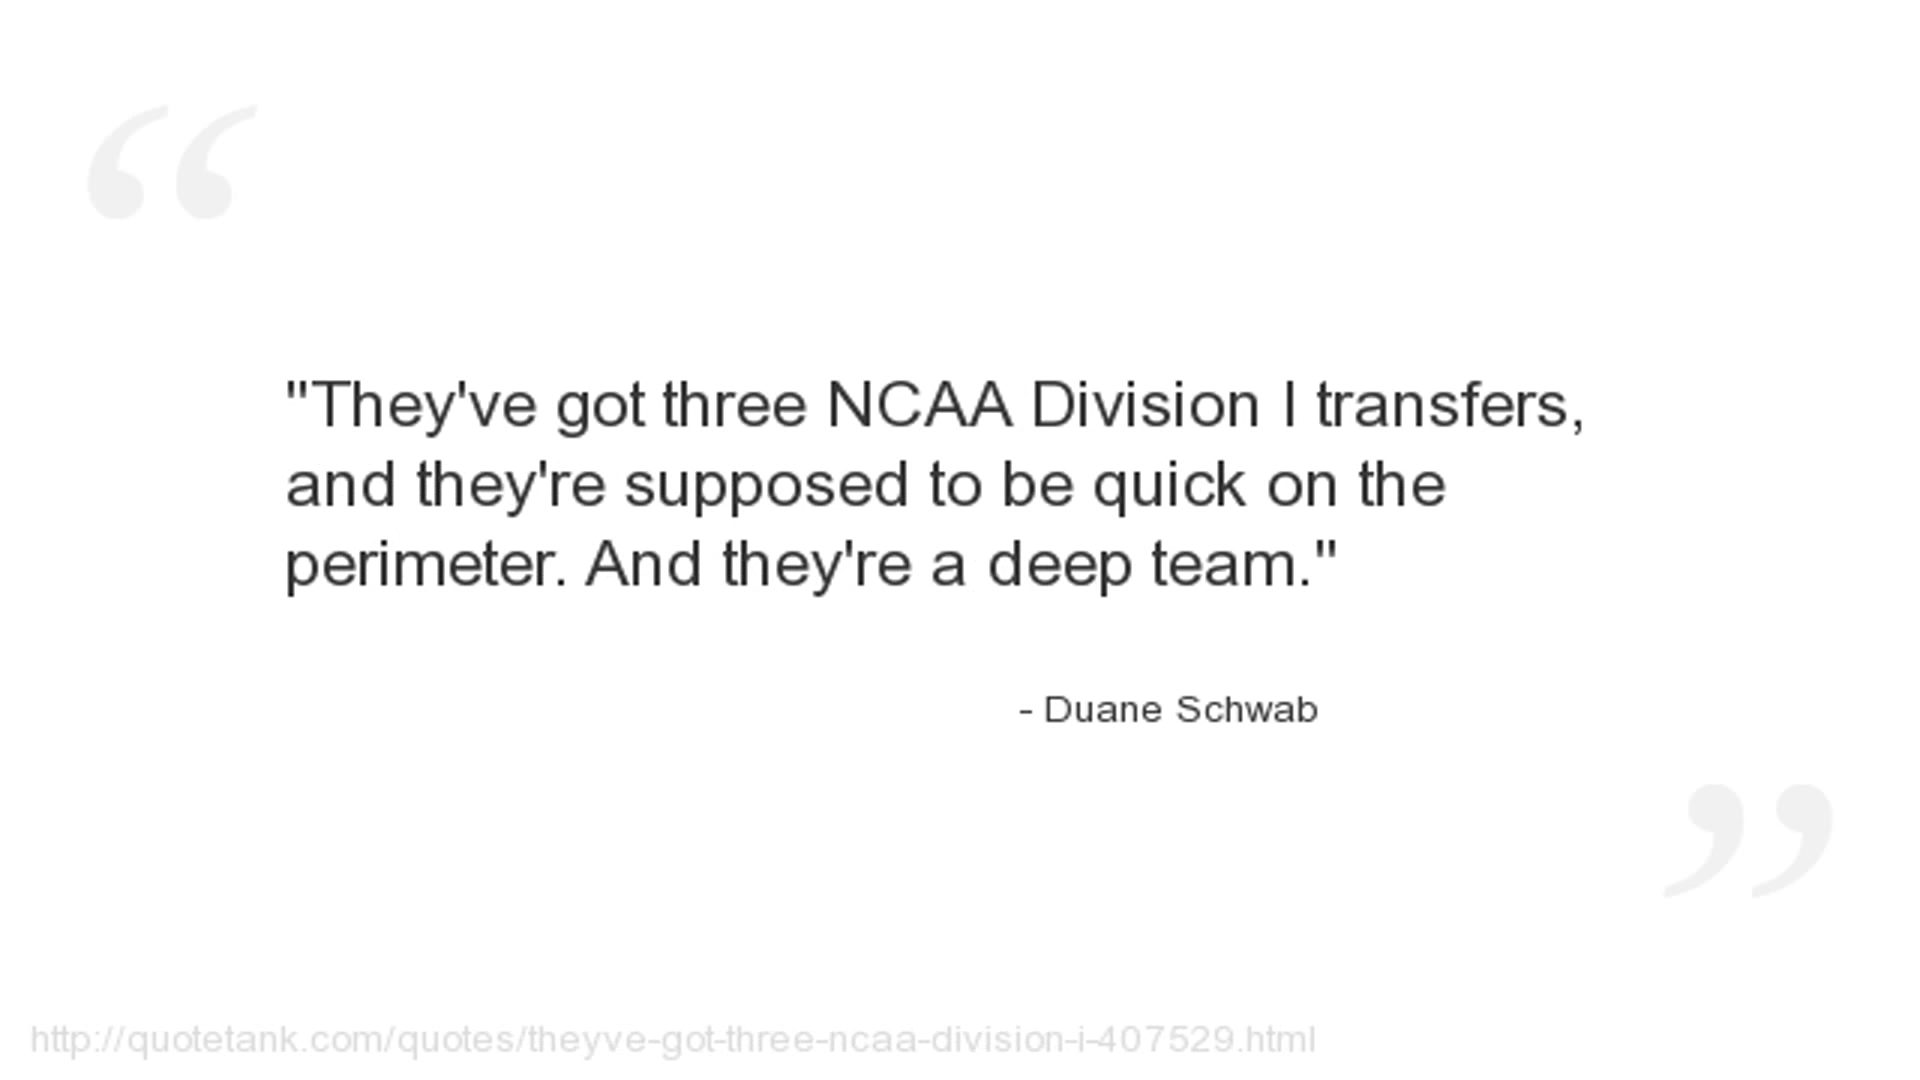 "They've got three NCAA Division I transfers,
and they're supposed to be quick on the
perimeter. And they're a deep team."
- Duane Schwab
http://quotetank.com/quotes/theyve-got-three-ncaa-division-i-407529.html